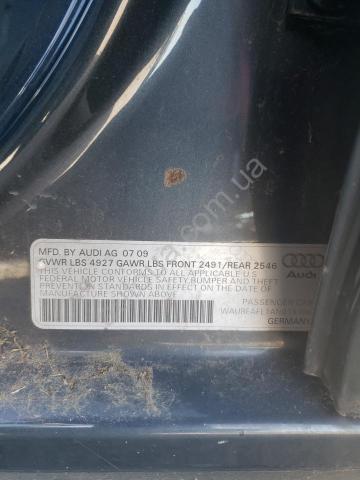 MFD. BY AUDI AG 07 09
GVWR LBS 4927 GAWR LBS FRONT 2491/REAR 2546
THIS VEHICLE CONFORMS TO ALL APPLICABLE U.S
FEDERAL MOTOR VEHICLE SAFETY, BUMPER AND THEFT
PREVENTION STANDARDS IN EFFECT ON THE DATE OF
MANUFACTURE SHOWN ABOVE.
Audi
PASSENGER CAR
GERMANY